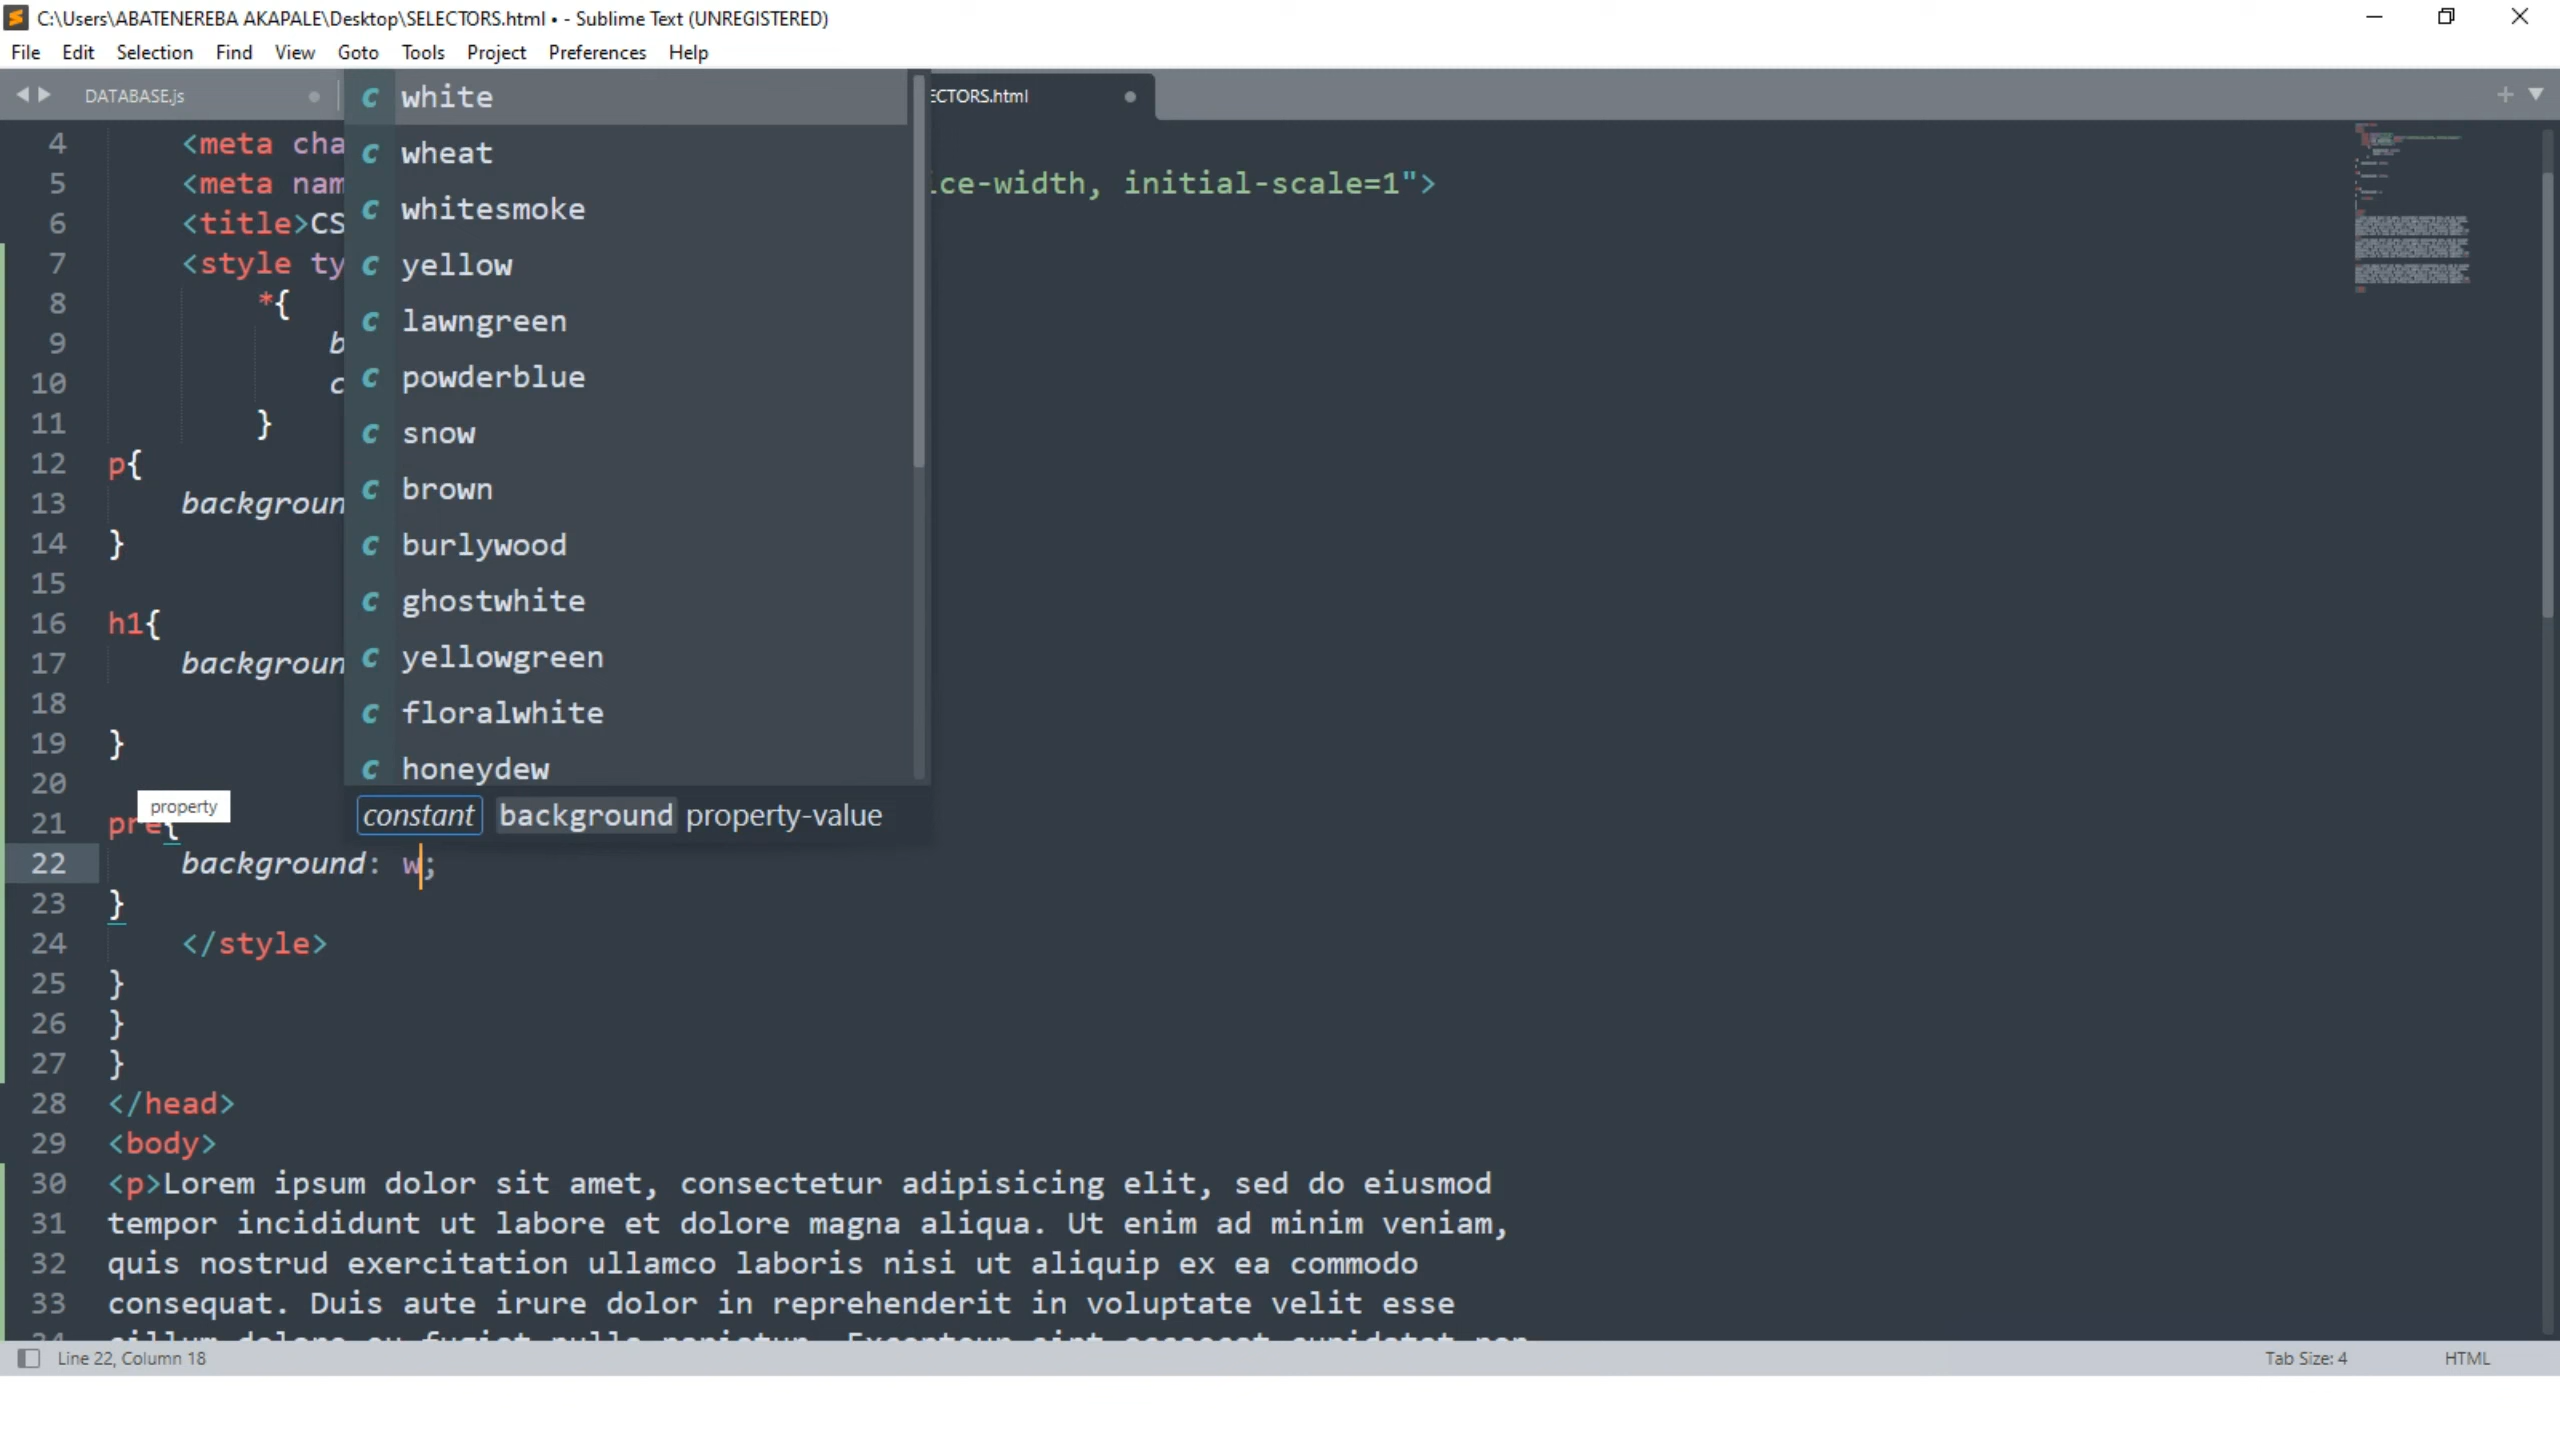 C:\Users\ABATENEREBA AKAPALE\Desktop\SELECTORS.html • - Sublime Text (UNREGISTERED)
File Edit Selection Find View Goto Tools Project Preferences Help
DATABASE.js
ECTORS.html
white
wheat
whitesmoke
yellow
lawngreen
powderblue
snow
brown
burlywood
ghostwhite
yellowgreen
floralwhite
honeydew
constant background property-value
4 <meta cha
5 <meta nam ice-width, initial-scale=1">
6 <title>CS
7 <style ty
8 *{
9 b
10 c
11 }
12 p{
13 backgroun
14 }
15
16 h1{
17 backgroun
18
19 }
20
property
21 pre{
22 background: w;
23 }
24 </style>
25 }
26 }
27 }
28 </head>
29 <body>
30 <p>Lorem ipsum dolor sit amet, consectetur adipisicing elit, sed do eiusmod
31 tempor incididunt ut labore et dolore magna aliqua. Ut enim ad minim veniam,
32 quis nostrud exercitation ullamco laboris nisi ut aliquip ex ea commodo
33 consequat. Duis aute irure dolor in reprehenderit in voluptate velit esse
Line 22, Column 18
Tab Size: 4
HTML